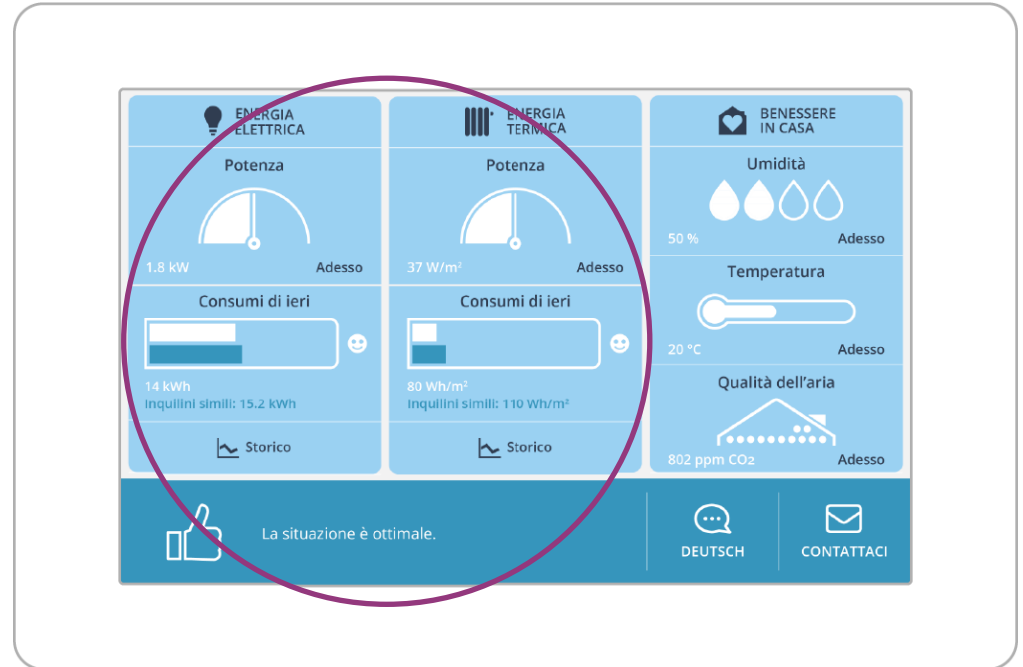 ENERGIA
ELETTRICA
Potenza
1.8 kW
Adesso
Consumi di ieri
14 kWh
Inquilini simili: 15.2 kWh
Storico
ENERGIA
TERMICA
Potenza
37 W/m²
Adesso
Consumi di ieri
80 Wh/m²
Inquilini simili: 110 Wh/m²
Storico
BENESSERE
IN CASA
Umidità
50 %
Adesso
Temperatura
20 °C
Adesso
Qualità dell'aria
802 ppm CO2
Adesso
La situazione è ottimale.
DEUTSCH
CONTATTACI